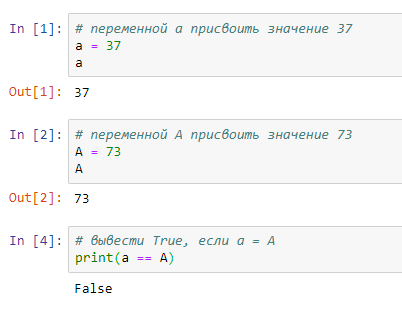 In [1]: # переменной a присвоить значение 37
a = 37
a
Out[1]: 37
In [2]: # переменной A присвоить значение 73
A = 73
A
Out[2]: 73
In [4]: # вывести True, если a = A
print(a == A)
False